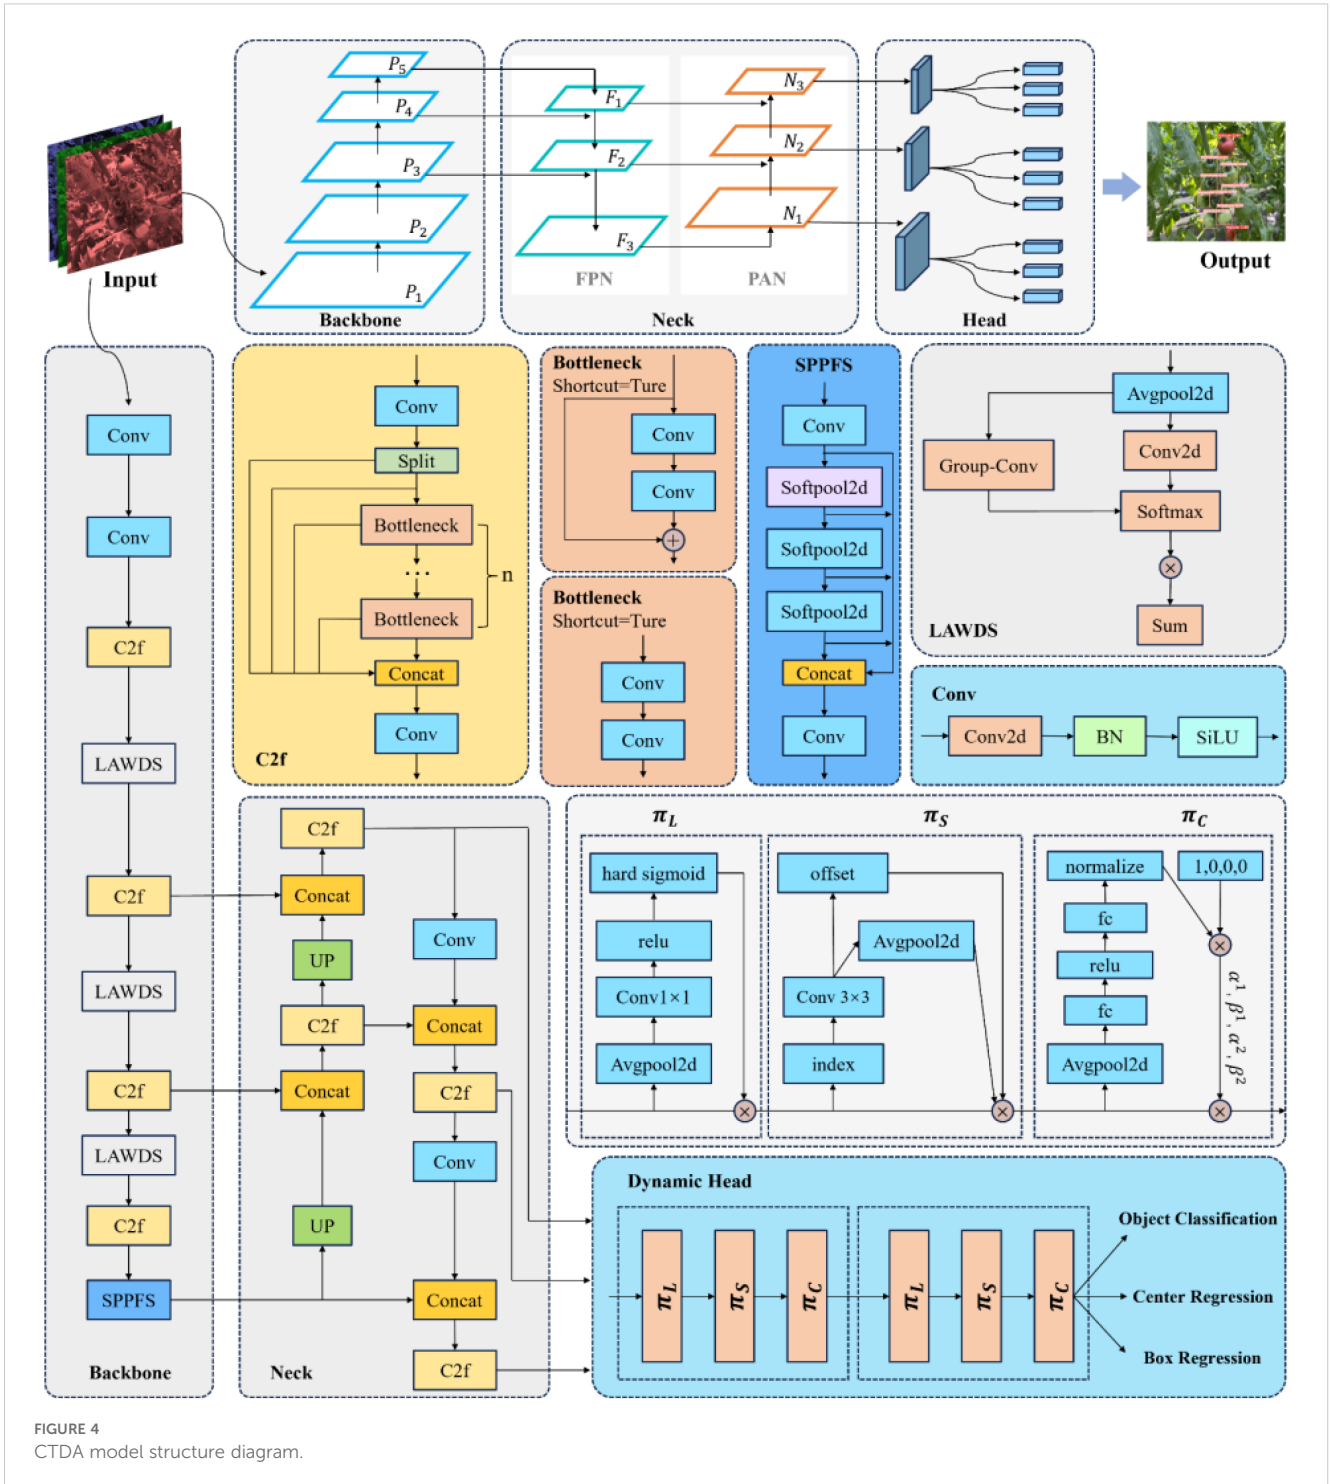 P5
P4
P3
P2
P1
Backbone
F1
F2
F3
FPN
N3
N2
N1
PAN
Neck
Head
Input
Output
Conv
Conv
C2f
LAWDS
C2f
LAWDS
C2f
LAWDS
C2f
SPPFS
Backbone
Conv
Split
Bottleneck
...
Bottleneck
n
Concat
Conv
C2f
Bottleneck
Shortcut=Ture
Conv
Conv
+
Bottleneck
Shortcut=Ture
Conv
Conv
SPPFS
Conv
Softpool2d
Softpool2d
Softpool2d
Concat
Conv
Avgpool2d
Group-Conv
Conv2d
Softmax
×
Sum
LAWDS
Conv
Conv2d
BN
SiLU
C2f
Concat
UP
C2f
Concat
UP
Conv
Concat
C2f
Conv
Concat
C2f
Neck
πL
hard sigmoid
relu
Conv1×1
Avgpool2d
×
πS
offset
Avgpool2d
Conv 3×3
index
×
πC
normalize
1,0,0,0
fc
×
relu
fc
α¹, β¹, α², β²
Avgpool2d
×
Dynamic Head
πL
πS
πC
πL
πS
πC
Object Classification
Center Regression
Box Regression
FIGURE 4
CTDA model structure diagram.